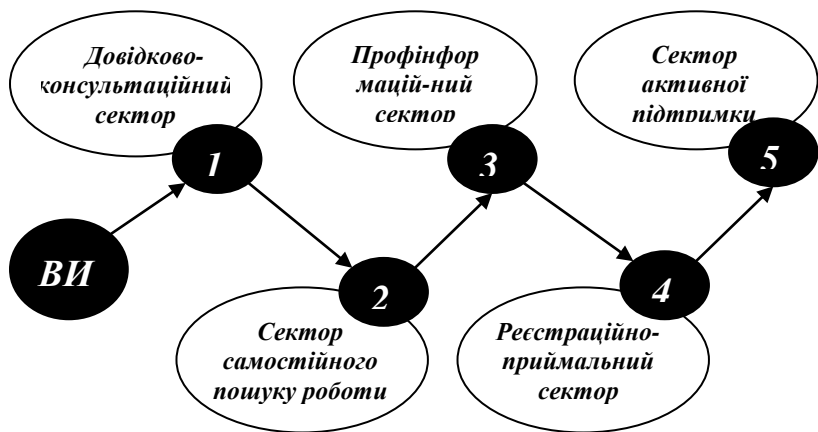 Довідково-
консультаційний
сектор
1
Профінфор
мацій-ний
сектор
3
Сектор
активної
підтримки
5
ВИ
2
Сектор
самостійного
пошуку роботи
4
Реєстраційно-
приймальний
сектор